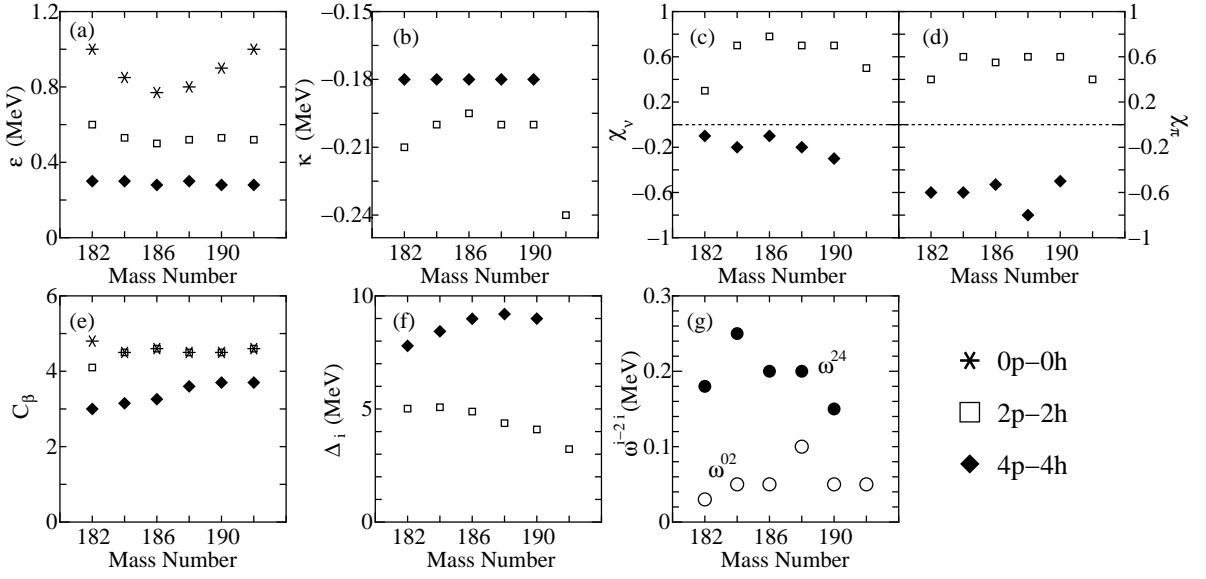 (a)
1.2
0.8
0.4
0
ε (MeV)
182 186 190
Mass Number
(b)
−0.15
−0.18
−0.21
−0.24
κ (MeV)
182 186 190
Mass Number
(c)
1
0.6
0.2
−0.2
−0.6
−1
χν
182 186 190
Mass Number
(d)
1
0.6
0.2
−0.2
−0.6
−1
χπ
182 186 190
Mass Number
(e)
6
4
2
0
Cβ
182 186 190
Mass Number
(f)
10
5
0
Δi (MeV)
182 186 190
Mass Number
(g)
0.3
0.2
0.1
0
ω^i−2 i (MeV)
ω^24
ω^02
182 186 190
Mass Number
0p−0h
2p−2h
4p−4h